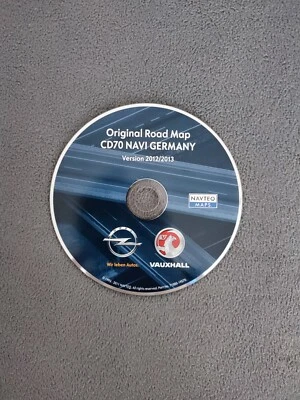 Original Road Map
CD70 NAVI GERMANY
Version 2012/2013
NAVTEQ
MAPS
Wir leben Autos.
VAUXHALL